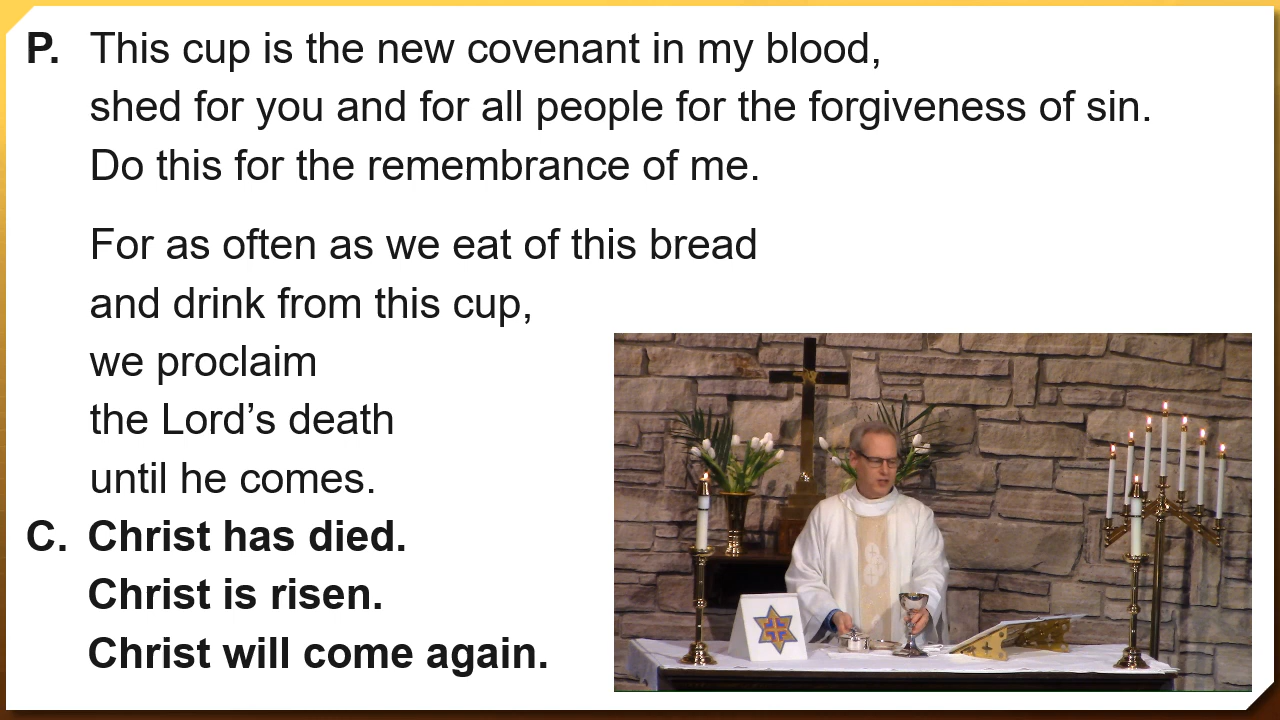 P. This cup is the new covenant in my blood,
shed for you and for all people for the forgiveness of sin.
Do this for the remembrance of me.
For as often as we eat of this bread
and drink from this cup,
we proclaim
the Lord’s death
until he comes.
C. Christ has died.
Christ is risen.
Christ will come again.